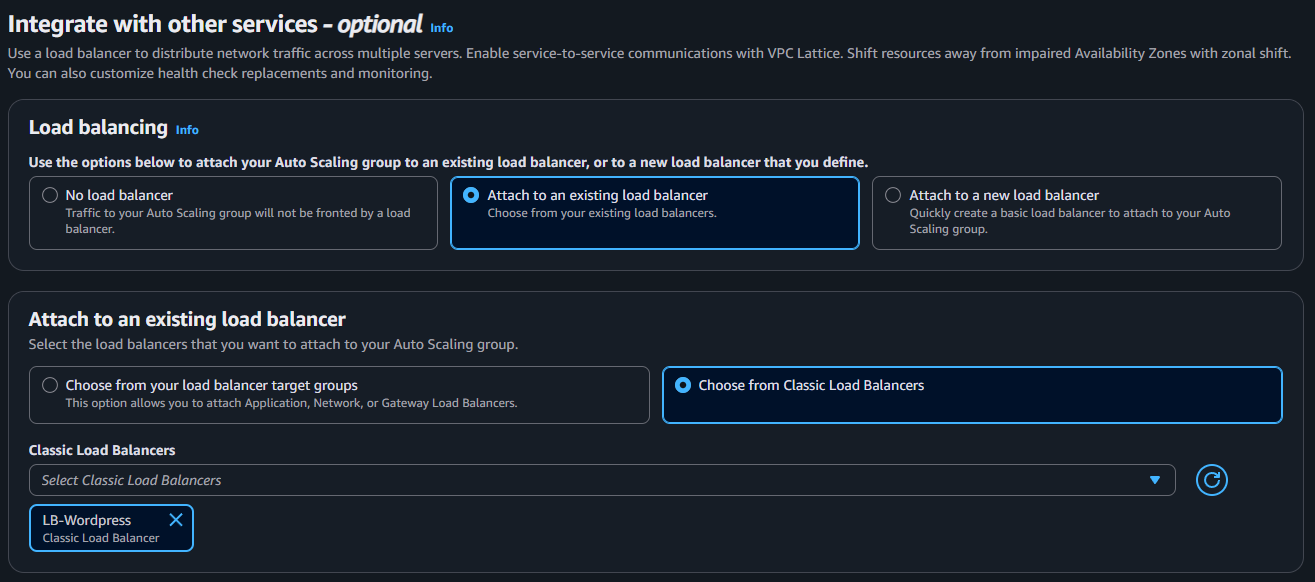 Integrate with other services - optional Info
Use a load balancer to distribute network traffic across multiple servers. Enable service-to-service communications with VPC Lattice. Shift resources away from impaired Availability Zones with zonal shift.
You can also customize health check replacements and monitoring.
Load balancing Info
Use the options below to attach your Auto Scaling group to an existing load balancer, or to a new load balancer that you define.
No load balancer
Traffic to your Auto Scaling group will not be fronted by a load
balancer.
Attach to an existing load balancer
Choose from your existing load balancers.
Attach to a new load balancer
Quickly create a basic load balancer to attach to your Auto
Scaling group.
Attach to an existing load balancer
Select the load balancers that you want to attach to your Auto Scaling group.
Choose from your load balancer target groups
This option allows you to attach Application, Network, or Gateway Load Balancers.
Choose from Classic Load Balancers
Classic Load Balancers
Select Classic Load Balancers
LB-Wordpress
Classic Load Balancer